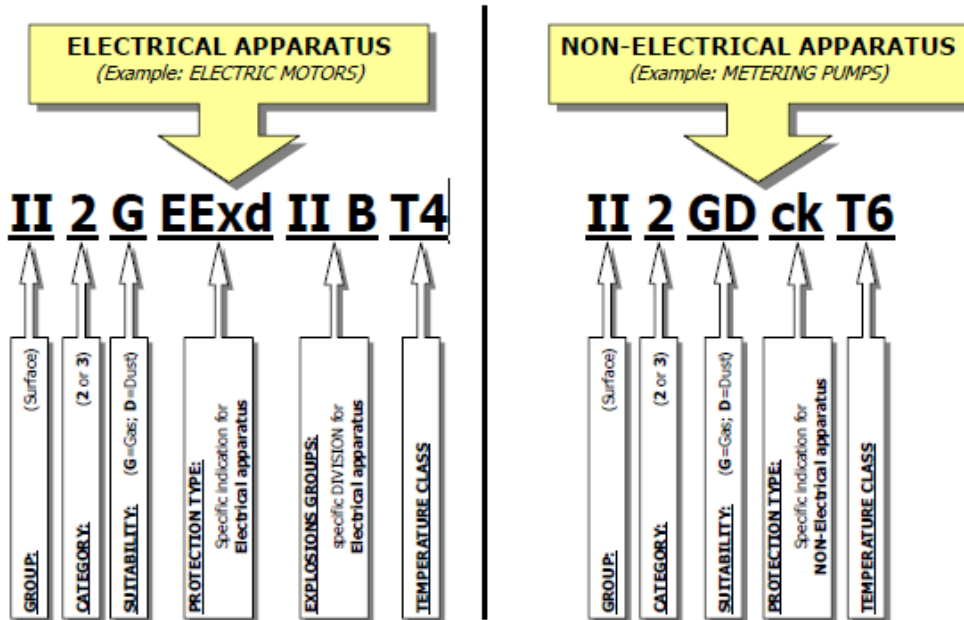 ELECTRICAL APPARATUS
(Example: ELECTRIC MOTORS)
II 2 G EExd II B T4
GROUP: (Surface)
CATEGORY: (2 or 3)
SUITABILITY: (G=Gas; D=Dust)
PROTECTION TYPE:
Specific indication for
Electrical apparatus
EXPLOSIONS GROUPS:
specific DIVISION for
Electrical apparatus
TEMPERATURE CLASS
NON-ELECTRICAL APPARATUS
(Example: METERING PUMPS)
II 2 GD ck T6
GROUP: (Surface)
CATEGORY: (2 or 3)
SUITABILITY: (G=Gas; D=Dust)
PROTECTION TYPE:
Specific indication for
NON-Electrical apparatus
TEMPERATURE CLASS